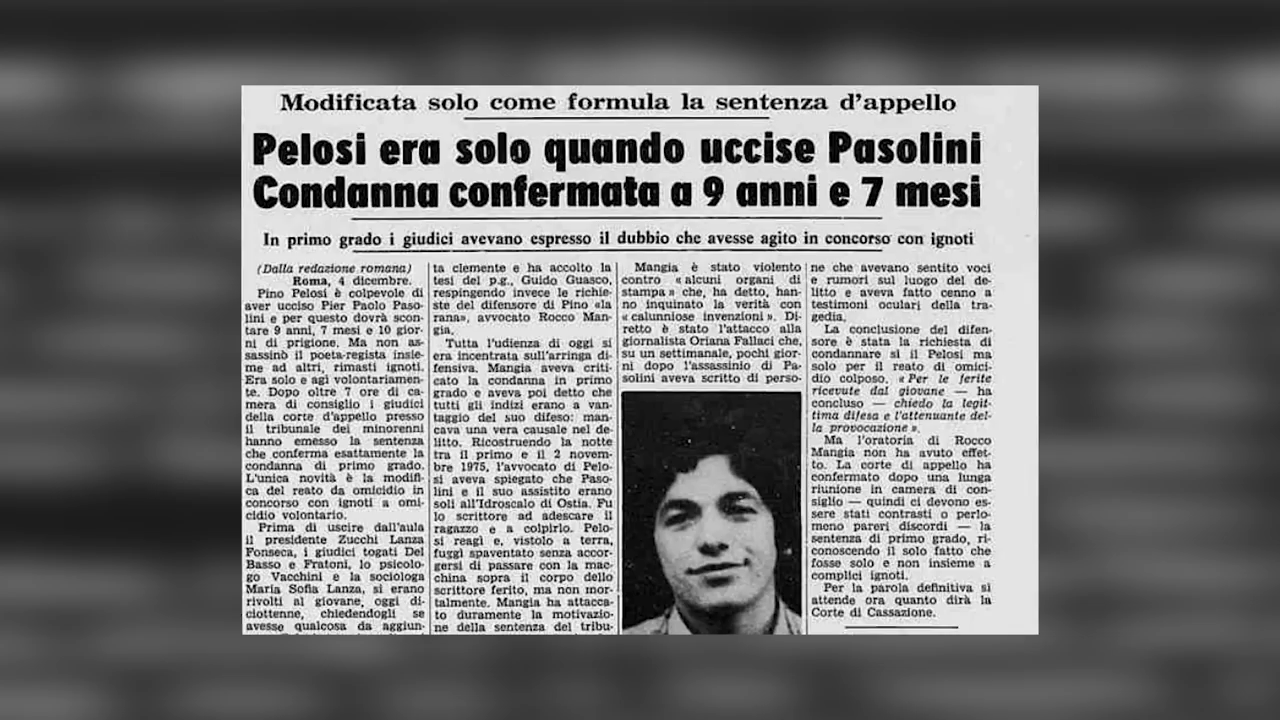 Modificata solo come formula la sentenza d'appello
Pelosi era solo quando uccise Pasolini
Condanna confermata a 9 anni e 7 mesi
In primo grado i giudici avevano espresso il dubbio che avesse agito in concorso con ignoti
(Dalla redazione romana)
Roma, 4 dicembre.
Pino Pelosi è colpevole di
aver ucciso Pier Paolo Paso-
lini e per questo dovrà scon-
tare 9 anni, 7 mesi e 10 gior-
ni di prigione. Ma non as-
sassinò il poeta-regista insie-
me ad altri, rimasti ignoti.
Era solo e agì volontariamen-
te. Dopo oltre 7 ore di ca-
mera di consiglio i giudici
della corte d'appello presso
il tribunale dei minorenni
hanno emesso la sentenza
che conferma esattamente la
condanna di primo grado.
L'unica novità è la modifi-
ca del reato da omicidio in
concorso con ignoti a omi-
cidio volontario.
Prima di uscire dall'aula
il presidente Zucchi Lanza
Fonseca, i giudici togati Del
Basso e Fratoni, lo psicolo-
go Vacchini e la sociologa
Maria Sofia Lanza, si erano
rivolti al giovane, oggi di-
ciottenne, chiedendogli se
avesse qualcosa da aggiun-
ta clemente e ha accolto la
tesi del p.g., Guido Guasco,
respingendo invece le richie-
ste del difensore di Pino «la
rana», avvocato Rocco Man-
gia.
Tutta l'udienza di oggi si
era incentrata sull'arringa di-
fensiva. Mangia aveva criti-
cato la condanna in primo
grado e aveva poi detto che
tutti gli indizi erano a van-
taggio del suo difeso: man-
cava una vera causale nel de-
litto. Ricostruendo la notte
tra il primo e il 2 novem-
bre 1975, l'avvocato di Pelo-
si aveva spiegato che Paso-
lini e il suo assistito erano
soli all'Idroscalo di Ostia. Fu
lo scrittore ad adescare il
ragazzo e a colpirlo. Pelo-
si reagì e, vistolo a terra,
fuggì spaventato senza accor-
gersi di passare con la mac-
china sopra il corpo dello
scrittore ferito, ma non mor-
talmente. Mangia ha attacca-
to duramente la motivazio-
ne della sentenza del tribu-
Mangia è stato violento
contro «alcuni organi di
stampa» che, ha detto, han-
no inquinato la verità con
«calunniose invenzioni». Di-
retto è stato l'attacco alla
giornalista Oriana Fallaci che,
su un settimanale, pochi gior-
ni dopo l'assassinio di Pa-
solini aveva scritto di perso-
ne che avevano sentito voci
e rumori sul luogo del de-
litto e aveva fatto cenno a
testimoni oculari della tra-
gedia.
La conclusione del difen-
sore è stata la richiesta di
condannare sì il Pelosi ma
solo per il reato di omici-
dio colposo. «Per le ferite
ricevute dal giovane — ha
concluso — chiedo la legit-
tima difesa e l'attenuante del-
la provocazione».
Ma l'oratoria di Rocco
Mangia non ha avuto effet-
to. La corte di appello ha
confermato dopo una lunga
riunione in camera di con-
siglio — quindi ci devono es-
sere stati contrasti o perlo-
meno pareri discordi — la
sentenza di primo grado, ri-
conoscendo il solo fatto che
fosse solo e non insieme a
complici ignoti.
Per la parola definitiva si
attende ora quanto dirà la
Corte di Cassazione.